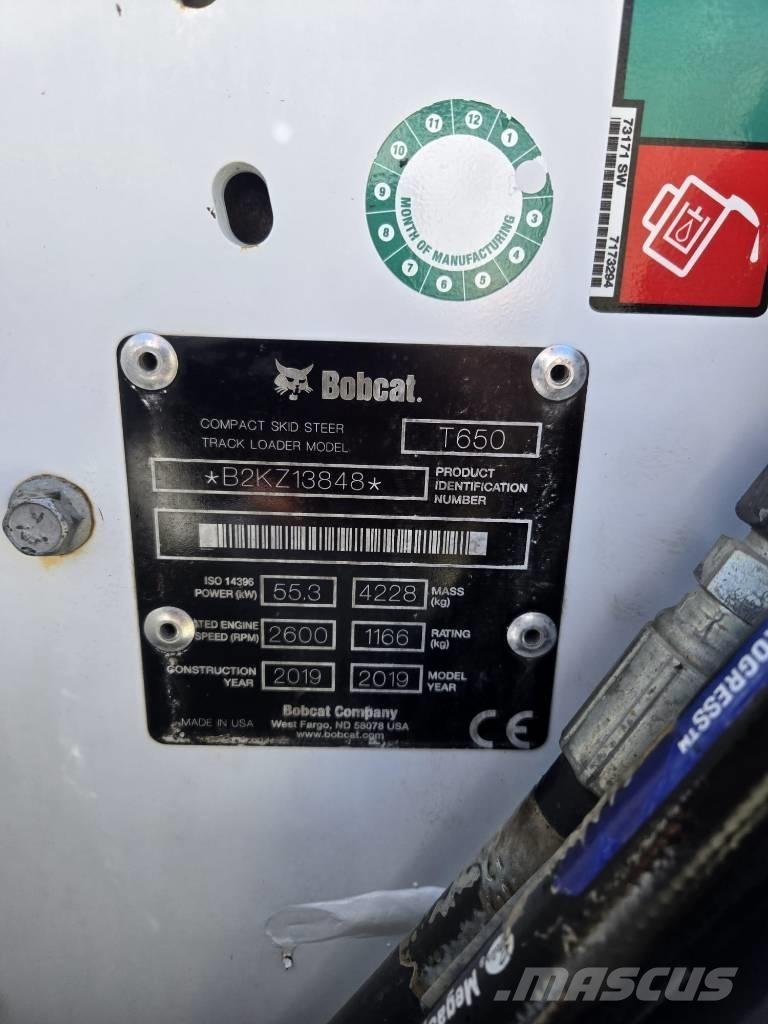 12
11
1
10
9
3
8
4
7
6
5
MONTH OF MANUFACTURING
73171 SW
7173294
Bobcat.
COMPACT SKID STEER
TRACK LOADER MODEL
T650
*B2KZ13848*
PRODUCT
IDENTIFICATION
NUMBER
ISO 14396
POWER (kW)
55.3
4228
MASS
(kg)
ENGINE
SPEED (RPM)
2600
1166
RATING
(kg)
CONSTRUCTION
YEAR
2019
2019
MODEL
YEAR
MADE IN USA
Bobcat Company
West Fargo, ND 58078 USA
www.bobcat.com
CE
OGRESS™
MASCUS